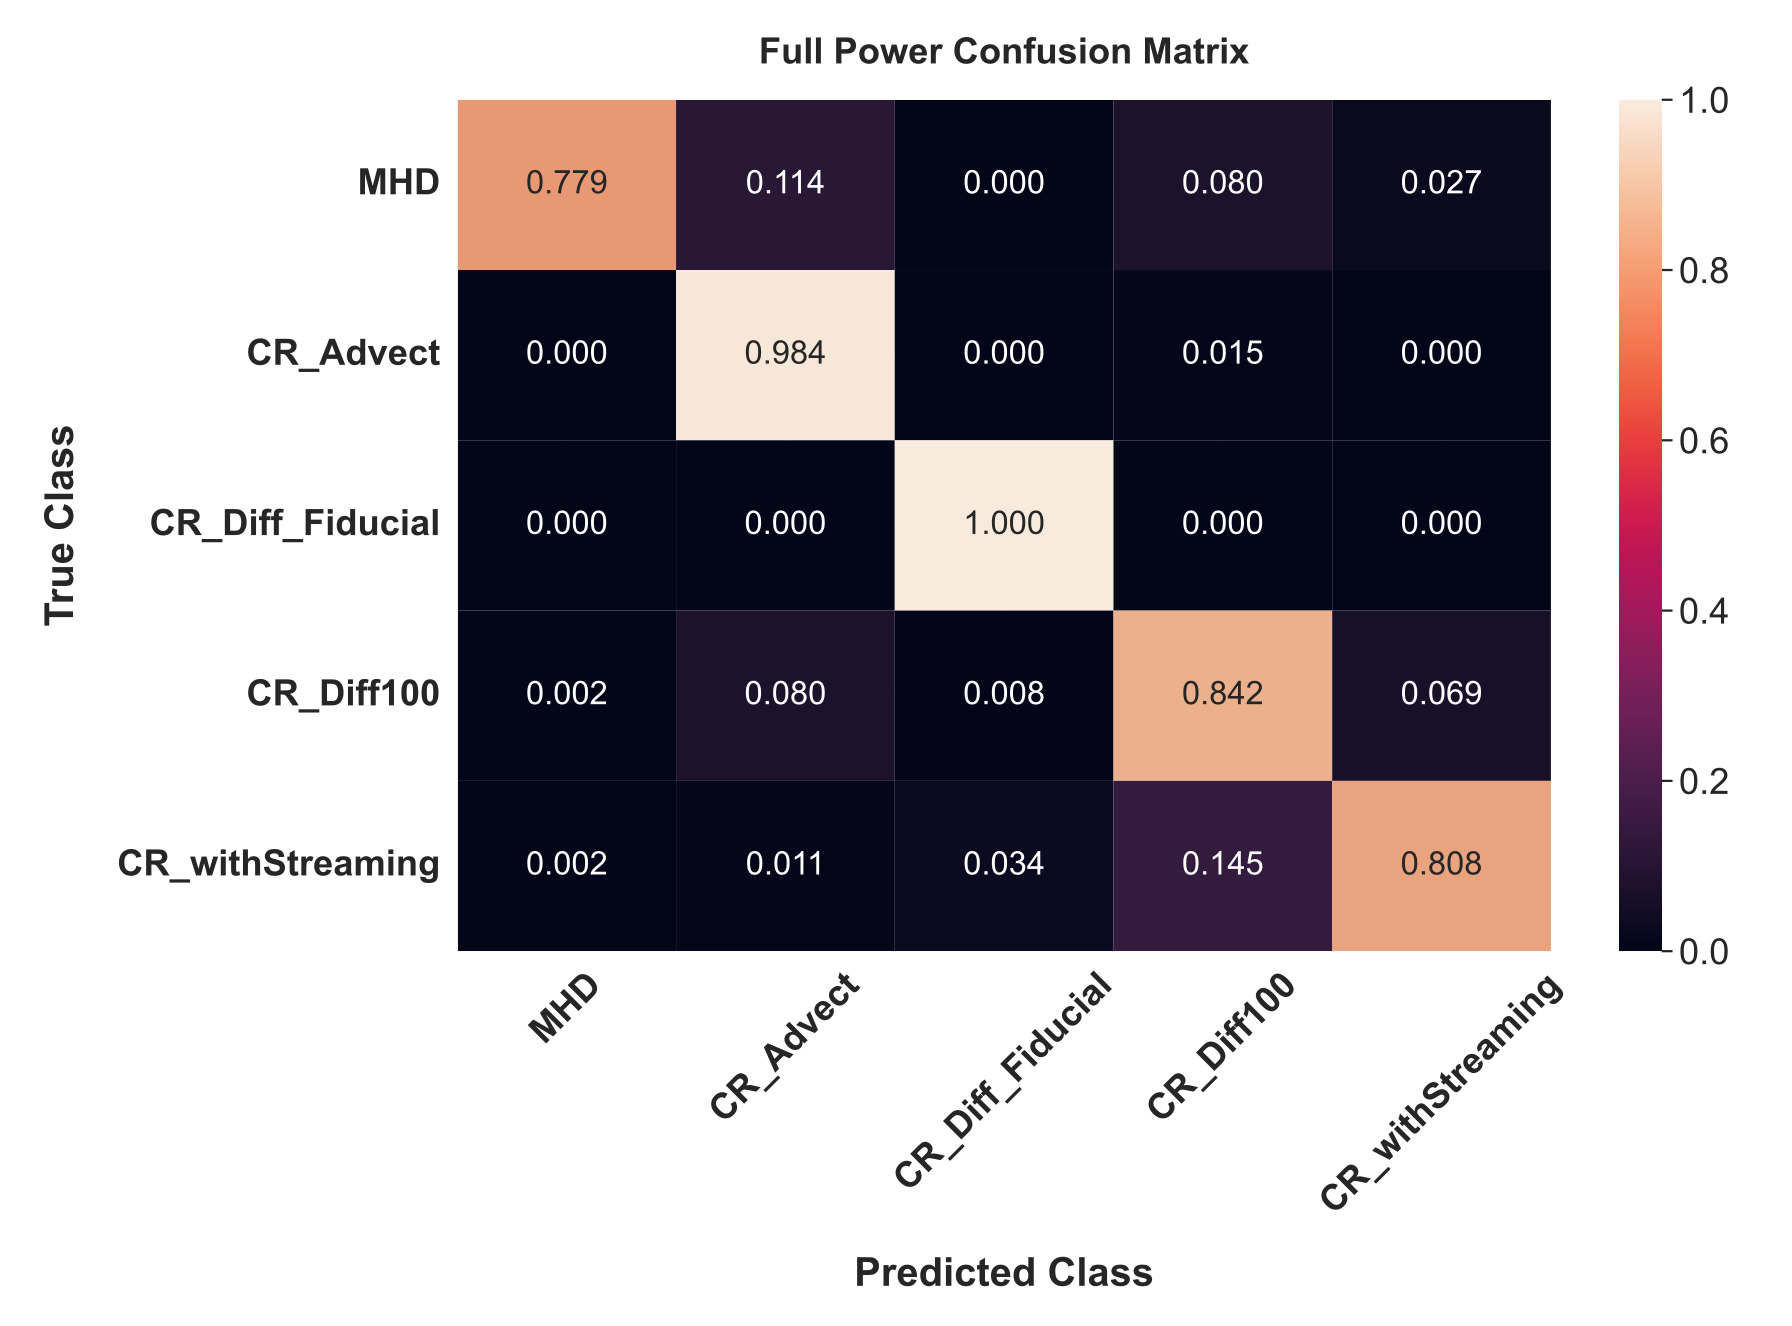 Full Power Confusion Matrix
MHD 0.779 0.114 0.000 0.080 0.027
CR_Advect 0.000 0.984 0.000 0.015 0.000
CR_Diff_Fiducial 0.000 0.000 1.000 0.000 0.000
CR_Diff100 0.002 0.080 0.008 0.842 0.069
CR_withStreaming 0.002 0.011 0.034 0.145 0.808
True Class
MHD CR_Advect CR_Diff_Fiducial CR_Diff100 CR_withStreaming
Predicted Class
1.0
0.8
0.6
0.4
0.2
0.0